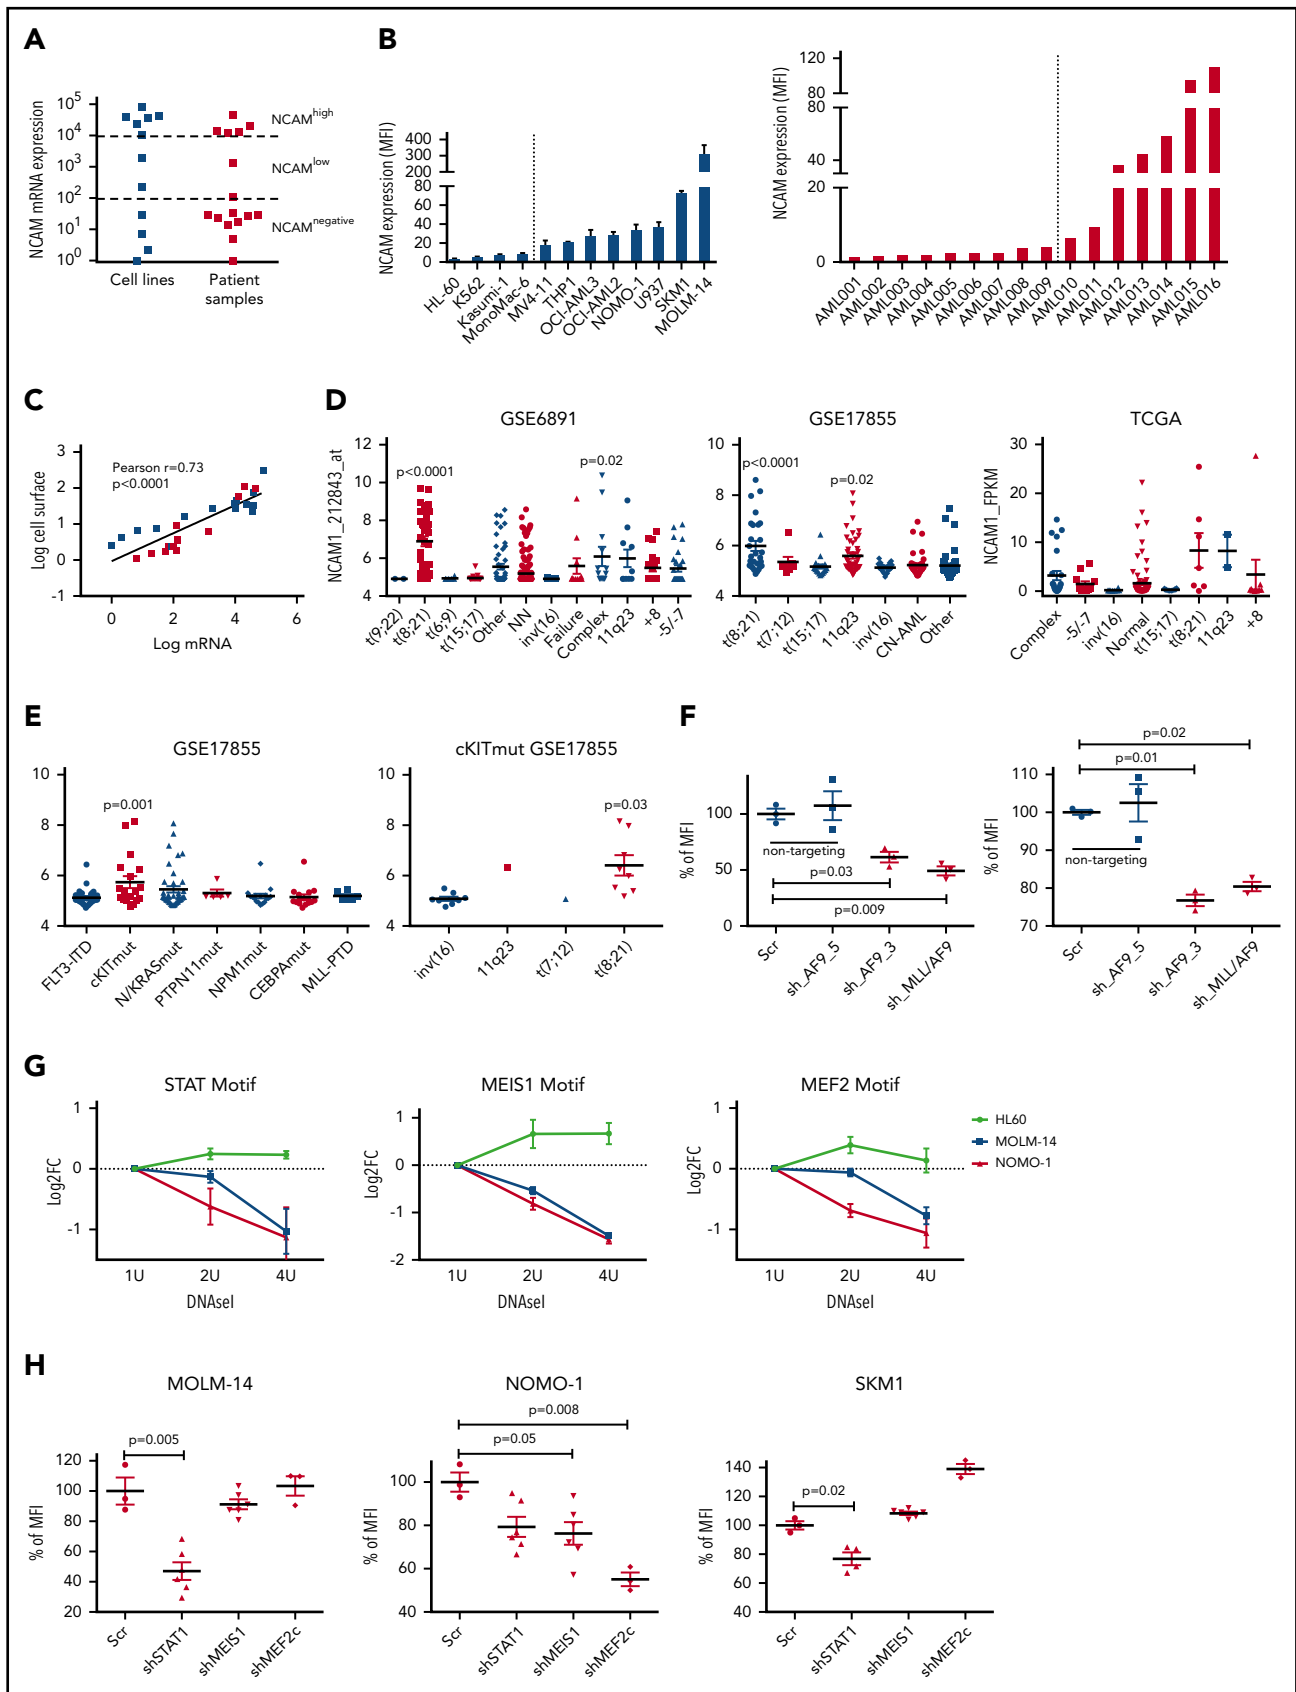 A
NCAM mRNA expression
10^5
10^4
10^3
10^2
10^1
10^0
NCAM^high
NCAM^low
NCAM^negative
Cell lines
Patient samples
B
NCAM expression (MFI)
400
300
200
80
60
40
20
0
HL-60
K562
Kasumi-1
MonoMac-6
MV4-11
THP1
OCI-AML3
OCI-AML2
NOMO-1
U937
SKM1
MOLM-14
NCAM expression (MFI)
120
80
80
40
20
0
AML001
AML002
AML003
AML004
AML005
AML006
AML007
AML008
AML009
AML010
AML011
AML012
AML013
AML014
AML015
AML016
C
Log cell surface
3
2
1
0
-1
Pearson r=0.73
p<0.0001
0
2
4
6
Log mRNA
D
GSE6891
NCAM1_212843_at
12
10
8
6
4
p<0.0001
p=0.02
t(9;22)
t(8;21)
t(6;9)
t(15;17)
Other
NN
inv(16)
Failure
Complex
11q23
+8
-5/-7
GSE17855
10
8
6
4
p<0.0001
p=0.02
t(8;21)
t(7;12)
t(15;17)
11q23
inv(16)
CN-AML
Other
TCGA
NCAM1_FPKM
30
20
10
0
Complex
-5/-7
inv(16)
Normal
t(15;17)
t(8;21)
11q23
+8
E
GSE17855
10
8
6
4
p=0.001
FLT3-ITD
cKITmut
N/KRASmut
PTPN11mut
NPM1mut
CEBPAmut
MLL-PTD
cKITmut GSE17855
10
8
6
4
p=0.03
inv(16)
11q23
t(7;12)
t(8;21)
F
% of MFI
100
50
0
non-targeting
p=0.03
p=0.009
Scr
sh_AF9_5
sh_AF9_3
sh_MLL/AF9
p=0.02
p=0.01
% of MFI
110
100
90
80
70
non-targeting
Scr
sh_AF9_5
sh_AF9_3
sh_MLL/AF9
G
STAT Motif
Log2FC
1
0
-1
1U
2U
4U
DNAseI
MEIS1 Motif
Log2FC
1
0
-1
-2
1U
2U
4U
DNAseI
MEF2 Motif
Log2FC
1
0
-1
1U
2U
4U
DNAseI
HL60
MOLM-14
NOMO-1
H
MOLM-14
% of MFI
120
100
80
60
40
20
p=0.005
Scr
shSTAT1
shMEIS1
shMEF2c
NOMO-1
p=0.008
p=0.05
% of MFI
100
80
60
40
Scr
shSTAT1
shMEIS1
shMEF2c
SKM1
% of MFI
140
120
100
80
60
40
p=0.02
Scr
shSTAT1
shMEIS1
shMEF2c